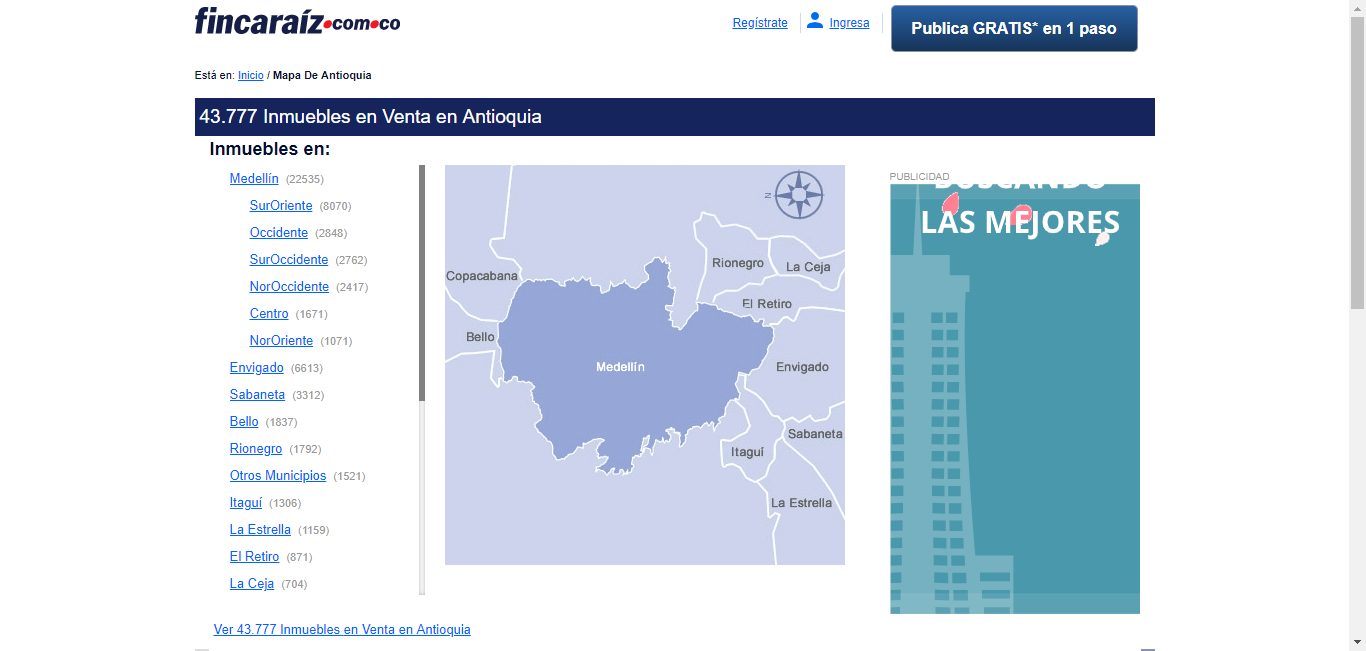 fincaraíz.com.co
Regístrate
Ingresa
Publica GRATIS* en 1 paso
Está en: Inicio / Mapa De Antioquia
43.777 Inmuebles en Venta en Antioquia
Inmuebles en:
Medellín (22535)
SurOriente (8070)
Occidente (2848)
SurOccidente (2762)
NorOccidente (2417)
Centro (1671)
NorOriente (1071)
Envigado (6613)
Sabaneta (3312)
Bello (1837)
Rionegro (1792)
Otros Municipios (1521)
Itaguí (1306)
La Estrella (1159)
El Retiro (871)
La Ceja (704)
Ver 43.777 Inmuebles en Venta en Antioquia
N
Rionegro
La Ceja
Copacabana
El Retiro
Bello
Medellín
Envigado
Sabaneta
Itaguí
La Estrella
PUBLICIDAD
BUSCANDO
LAS MEJORES